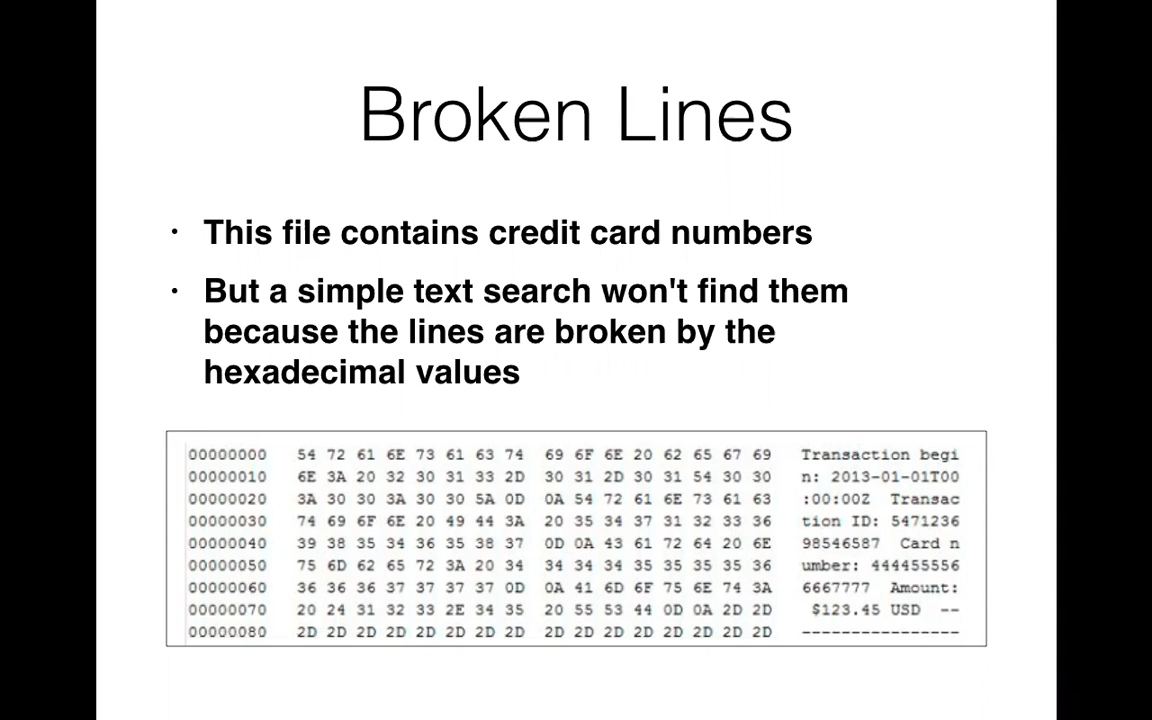 Broken Lines
· This file contains credit card numbers
· But a simple text search won't find them
because the lines are broken by the
hexadecimal values
00000000 54 72 61 6E 73 61 63 74 69 6F 6E 20 62 65 67 69 Transaction begi
00000010 6E 3A 20 32 30 31 33 2D 30 31 2D 30 31 54 30 30 n: 2013-01-01T00
00000020 3A 30 30 3A 30 30 5A 0D 0A 54 72 61 6E 73 61 63 :00:00Z  Transac
00000030 74 69 6F 6E 20 49 44 3A 20 35 34 37 31 32 33 36 tion ID: 5471236
00000040 39 38 35 34 36 35 38 37 0D 0A 43 61 72 64 20 6E 98546587  Card n
00000050 75 6D 62 65 72 3A 20 34 34 34 34 35 35 35 35 36 umber: 444455556
00000060 36 36 36 37 37 37 37 0D 0A 41 6D 6F 75 6E 74 3A 6667777  Amount:
00000070 20 24 31 32 33 2E 34 35 20 55 53 44 0D 0A 2D 2D $123.45 USD  --
00000080 2D 2D 2D 2D 2D 2D 2D 2D 2D 2D 2D 2D 2D 2D 2D 2D ----------------